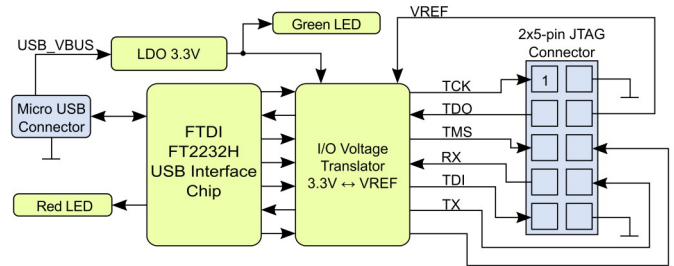 Green LED
VREF
USB_VBUS
LDO 3.3V
2x5-pin JTAG
Connector
TCK
1
Micro USB
Connector
FTDI
FT2232H
USB Interface
Chip
I/O Voltage
Translator
3.3V ↔ VREF
TDO
TMS
RX
TDI
TX
Red LED